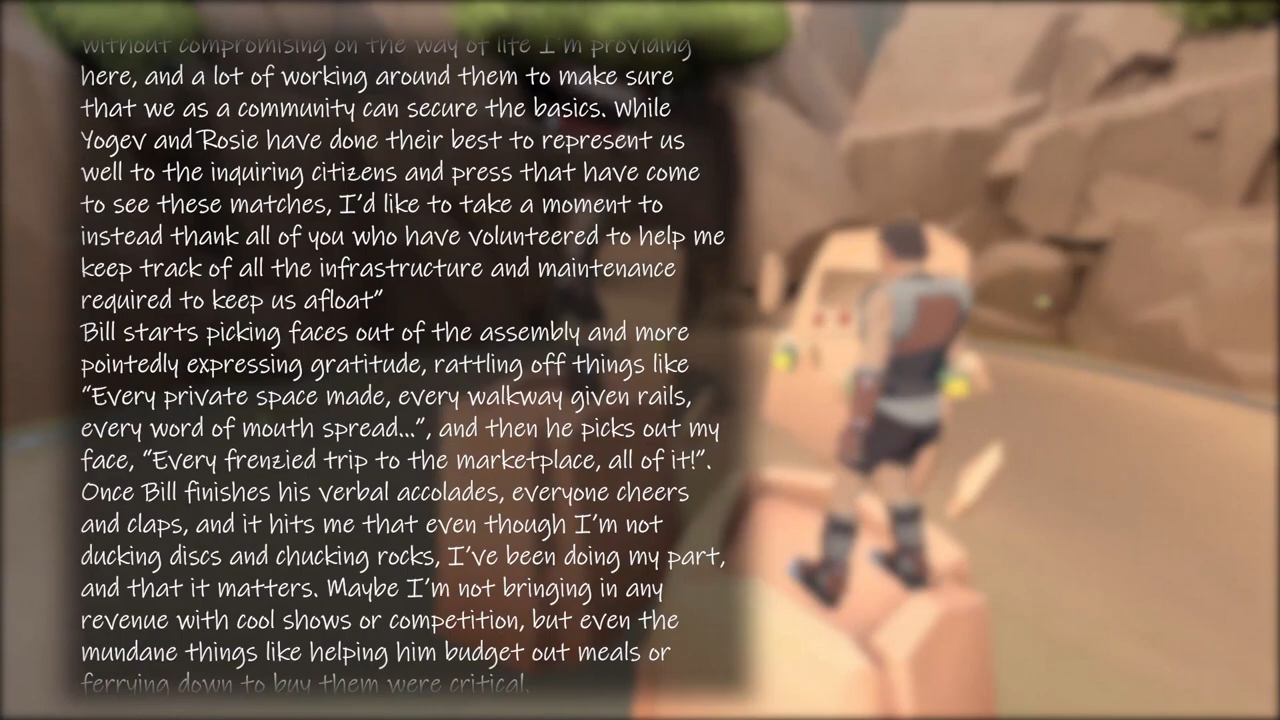 without compromising on the way of life I'm providing
here, and a lot of working around them to make sure
that we as a community can secure the basics. While
Yogev and Rosie have done their best to represent us
well to the inquiring citizens and press that have come
to see these matches, I'd like to take a moment to
instead thank all of you who have volunteered to help me
keep track of all the infrastructure and maintenance
required to keep us afloat”
Bill starts picking faces out of the assembly and more
pointedly expressing gratitude, rattling off things like
“Every private space made, every walkway given rails,
every word of mouth spread...”, and then he picks out my
face, “Every frenzied trip to the marketplace, all of it!”.
Once Bill finishes his verbal accolades, everyone cheers
and claps, and it hits me that even though I'm not
ducking discs and chucking rocks, I've been doing my part,
and that it matters. Maybe I'm not bringing in any
revenue with cool shows or competition, but even the
mundane things like helping him budget out meals or
ferrying down to buy them were critical.